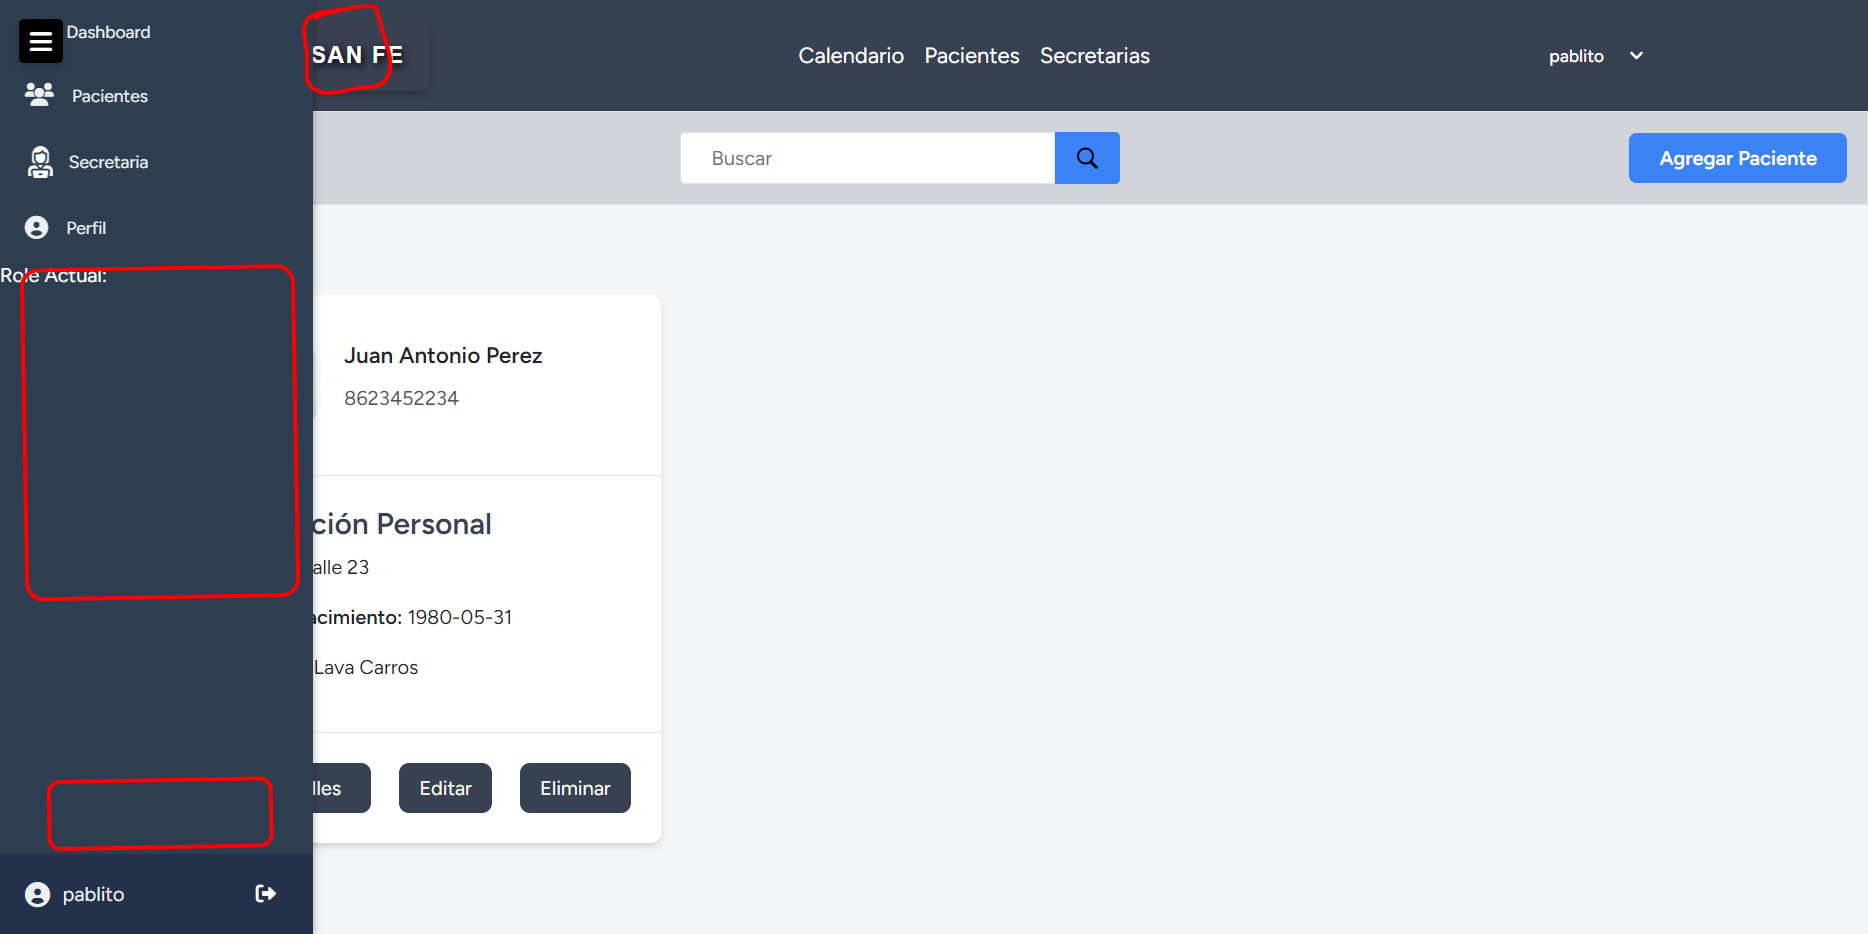 Dashboard
Pacientes
Secretaria
Perfil
Role Actual:
pablito
SAN FE
Calendario Pacientes Secretarias
pablito
Buscar
Agregar Paciente
Juan Antonio Perez
8623452234
ción Personal
alle 23
acimiento: 1980-05-31
Lava Carros
lles
Editar
Eliminar